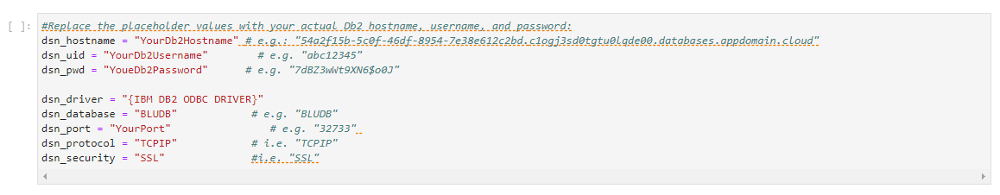 [ ]: #Replace the placeholder values with your actual Db2 hostname, username, and password:
dsn_hostname = "YourDb2Hostname" # e.g.: "54a2f15b-5c0f-46df-8954-7e38e612c2bd.c1ogj3sd0tgtu0lqde00.databases.appdomain.cloud"
dsn_uid = "YourDb2Username" # e.g. "abc12345"
dsn_pwd = "YoueDb2Password" # e.g. "7dBZ3wWt9XN6$o0J"
dsn_driver = "{IBM DB2 ODBC DRIVER}"
dsn_database = "BLUDB" # e.g. "BLUDB"
dsn_port = "YourPort" # e.g. "32733"
dsn_protocol = "TCPIP" # i.e. "TCPIP"
dsn_security = "SSL" #i.e. "SSL"